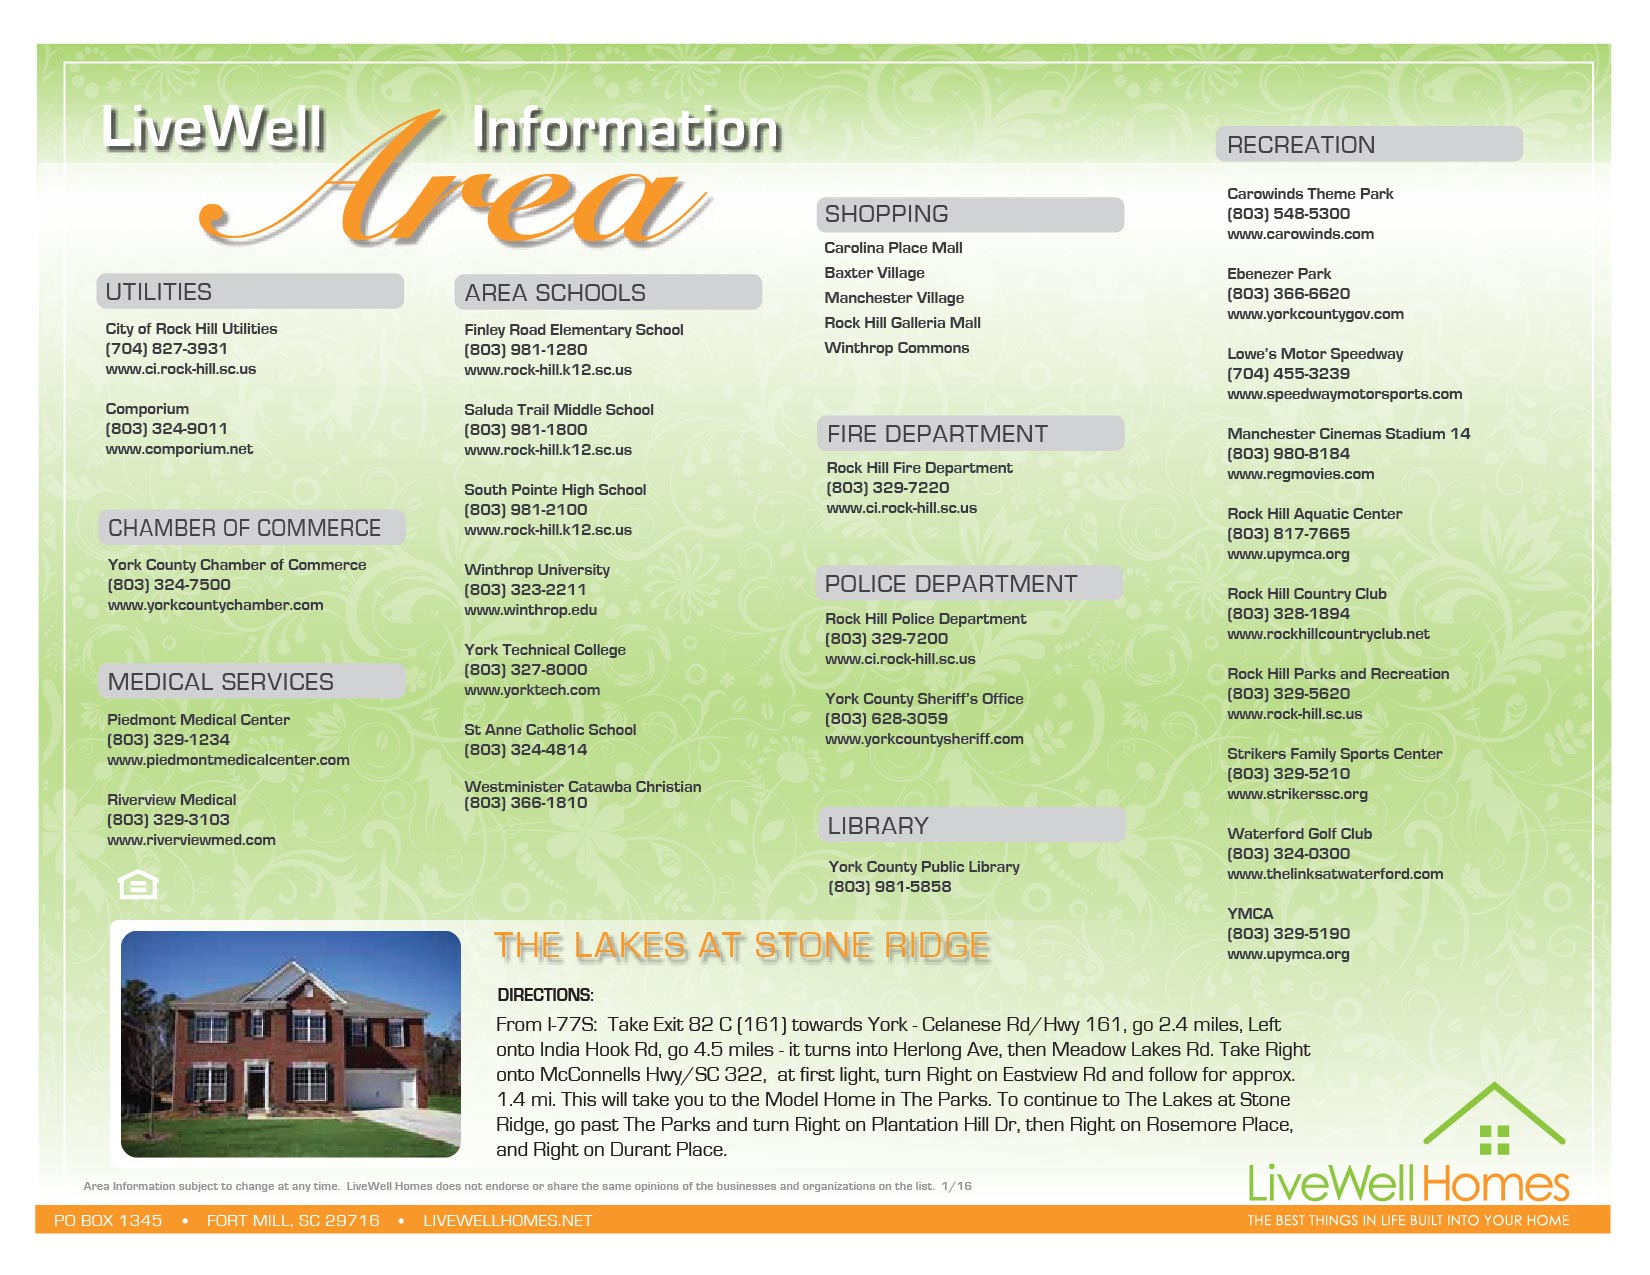 LiveWell Area Information
UTILITIES
City of Rock Hill Utilities
(704) 827-3931
www.ci.rock-hill.sc.us
Comporium
(803) 324-9011
www.comporium.net
CHAMBER OF COMMERCE
York County Chamber of Commerce
(803) 324-7500
www.yorkcountychamber.com
MEDICAL SERVICES
Piedmont Medical Center
(803) 329-1234
www.piedmontmedicalcenter.com
Riverview Medical
(803) 329-3103
www.riverviewmed.com
AREA SCHOOLS
Finley Road Elementary School
(803) 981-1280
www.rock-hill.k12.sc.us
Saluda Trail Middle School
(803) 981-1800
www.rock-hill.k12.sc.us
South Pointe High School
(803) 981-2100
www.rock-hill.k12.sc.us
Winthrop University
(803) 323-2211
www.winthrop.edu
York Technical College
(803) 327-8000
www.yorktech.com
St Anne Catholic School
(803) 324-4814
Westminister Catawba Christian
(803) 366-1810
SHOPPING
Carolina Place Mall
Baxter Village
Manchester Village
Rock Hill Galleria Mall
Winthrop Commons
FIRE DEPARTMENT
Rock Hill Fire Department
(803) 329-7220
www.ci.rock-hill.sc.us
POLICE DEPARTMENT
Rock Hill Police Department
(803) 329-7200
www.ci.rock-hill.sc.us
York County Sheriff's Office
(803) 628-3059
www.yorkcountysheriff.com
LIBRARY
York County Public Library
(803) 981-5858
RECREATION
Carowinds Theme Park
(803) 548-5300
www.carowinds.com
Ebenezer Park
(803) 366-6620
www.yorkcountygov.com
Lowe's Motor Speedway
(704) 455-3239
www.speedwaymotorsports.com
Manchester Cinemas Stadium 14
(803) 980-8184
www.regmovies.com
Rock Hill Aquatic Center
(803) 817-7665
www.upymca.org
Rock Hill Country Club
(803) 328-1894
www.rockhillcountryclub.net
Rock Hill Parks and Recreation
(803) 329-5620
www.rock-hill.sc.us
Strikers Family Sports Center
(803) 329-5210
www.strikerssc.org
Waterford Golf Club
(803) 324-0300
www.thelinksatwaterford.com
YMCA
(803) 329-5190
www.upymca.org
THE LAKES AT STONE RIDGE
DIRECTIONS:
From I-77S:  Take Exit 82 C (161) towards York - Celanese Rd/Hwy 161, go 2.4 miles, Left
onto India Hook Rd, go 4.5 miles - it turns into Herlong Ave, then Meadow Lakes Rd. Take Right
onto McConnells Hwy/SC 322,  at first light, turn Right on Eastview Rd and follow for approx.
1.4 mi. This will take you to the Model Home in The Parks. To continue to The Lakes at Stone
Ridge, go past The Parks and turn Right on Plantation Hill Dr, then Right on Rosemore Place,
and Right on Durant Place.
Area Information subject to change at any time.  LiveWell Homes does not endorse or share the same opinions of the businesses and organizations on the list.  1/16
LiveWell Homes
PO BOX 1345 • FORT MILL, SC 29716 • LIVEWELLHOMES.NET
THE BEST THINGS IN LIFE BUILT INTO YOUR HOME